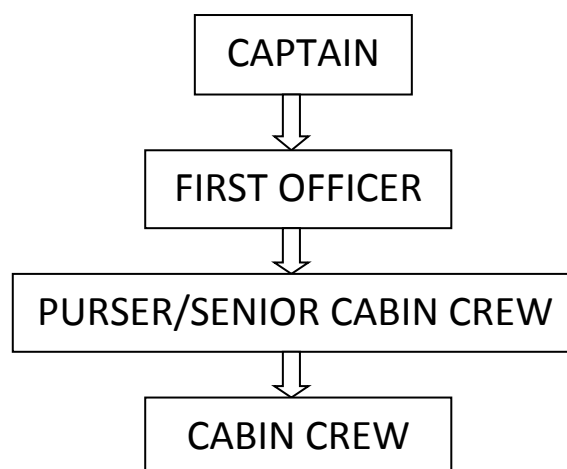 CAPTAIN
FIRST OFFICER
PURSER/SENIOR CABIN CREW
CABIN CREW